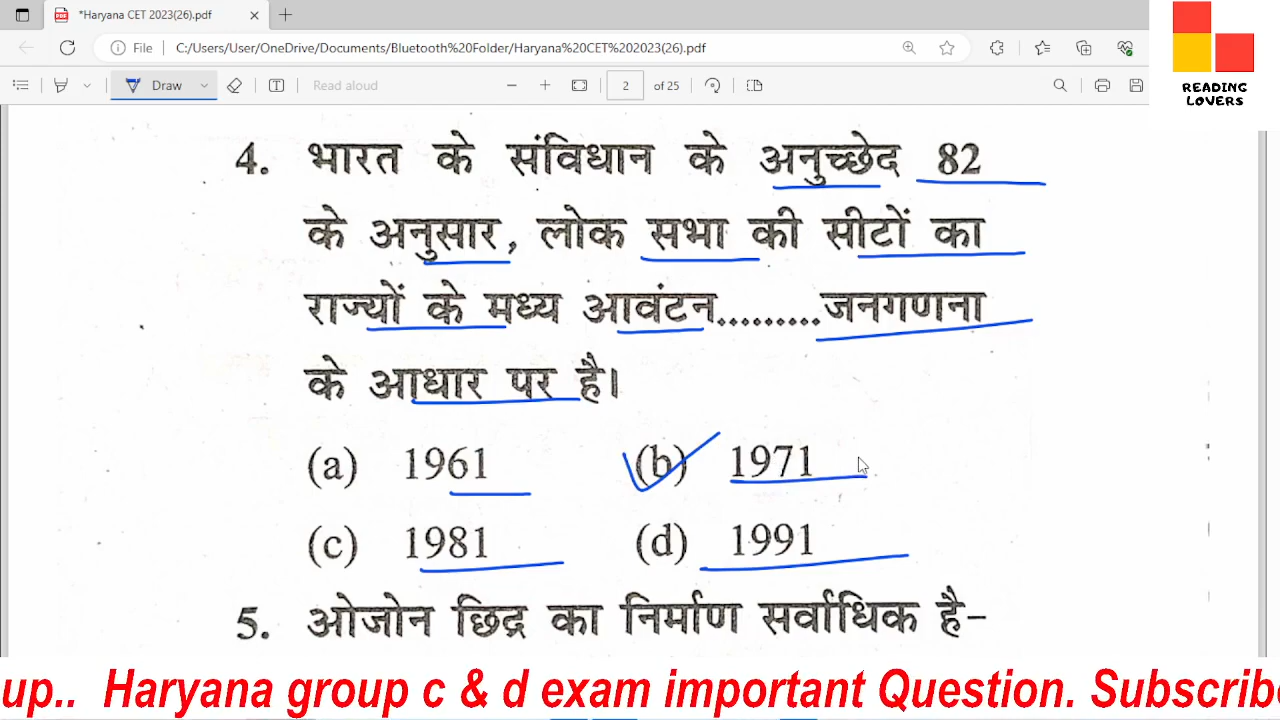 *Haryana CET 2023(26).pdf
File
C:/Users/User/OneDrive/Documents/Bluetooth%20Folder/Haryana%20CET%202023(26).pdf
Draw
Read aloud
2
of 25
READING
LOVERS
4. भारत के संविधान के अनुच्छेद 82
के अनुसार, लोक सभा की सीटों का
राज्यों के मध्य आवंटन.........जनगणना
के आधार पर है।
(a) 1961 (b) 1971
(c) 1981 (d) 1991
5. ओजोन छिद्र का निर्माण सर्वाधिक है-
up.. Haryana group c & d exam important Question. Subscribe